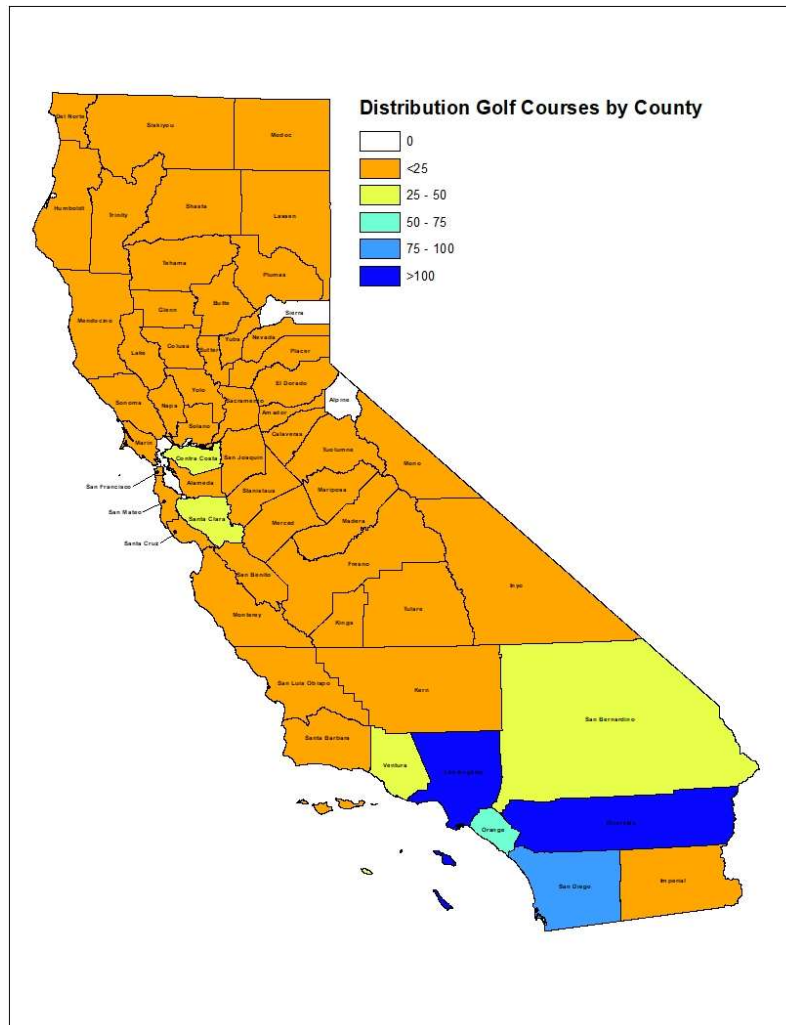 Distribution Golf Courses by County
0
<25
25 - 50
50 - 75
75 - 100
>100
Del Norte
Siskiyou
Modoc
Humboldt
Trinity
Shasta
Lassen
Tehama
Plumas
Mendocino
Glenn
Butte
Sierra
Lake
Colusa
Sutter
Yuba
Nevada
Placer
Sonoma
Napa
Yolo
El Dorado
Sacramento
Alpine
Amador
Solano
Marin
Calaveras
Contra Costa
San Joaquin
Tuolumne
Mono
San Francisco
Alameda
Stanislaus
Mariposa
San Mateo
Santa Clara
Merced
Madera
Santa Cruz
Fresno
San Benito
Inyo
Monterey
Kings
Tulare
San Luis Obispo
Kern
San Bernardino
Santa Barbara
Ventura
Los Angeles
Orange
Riverside
San Diego
Imperial